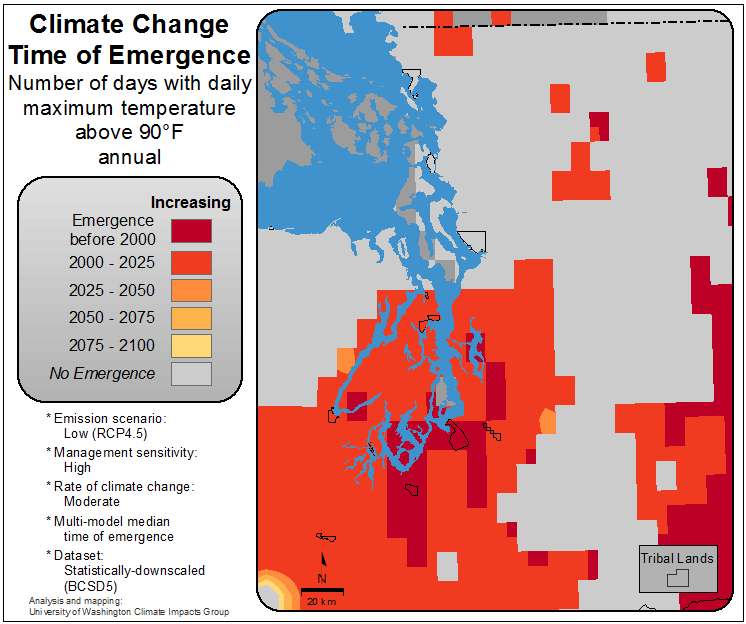 Climate Change
Time of Emergence
Number of days with daily
maximum temperature
above 90°F
annual
Increasing
Emergence
before 2000
2000 - 2025
2025 - 2050
2050 - 2075
2075 - 2100
No Emergence
* Emission scenario:
Low (RCP4.5)
* Management sensitivity:
High
* Rate of climate change:
Moderate
* Multi-model median
time of emergence
* Dataset:
Statistically-downscaled
(BCSD5)
Analysis and mapping:
University of Washington Climate Impacts Group
N
20 km
Tribal Lands